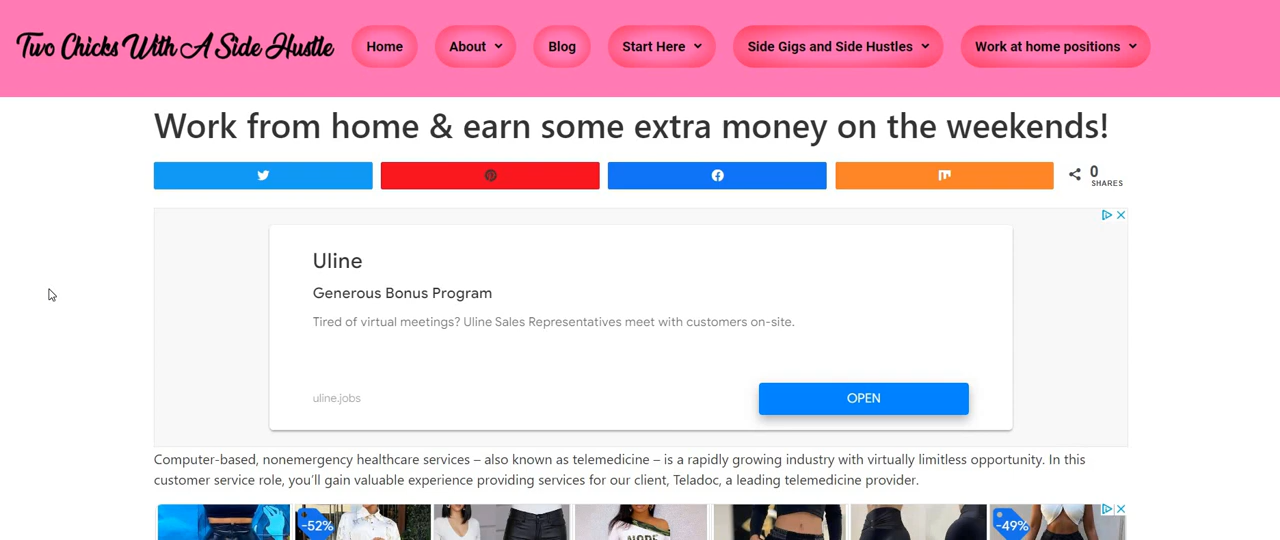 Two Chicks With A Side Hustle
Home
About
Blog
Start Here
Side Gigs and Side Hustles
Work at home positions
Work from home & earn some extra money on the weekends!
0
SHARES
Uline
Generous Bonus Program
Tired of virtual meetings? Uline Sales Representatives meet with customers on-site.
uline.jobs
OPEN
Computer-based, nonemergency healthcare services – also known as telemedicine – is a rapidly growing industry with virtually limitless opportunity. In this
customer service role, you’ll gain valuable experience providing services for our client, Teladoc, a leading telemedicine provider.
-52%
-49%